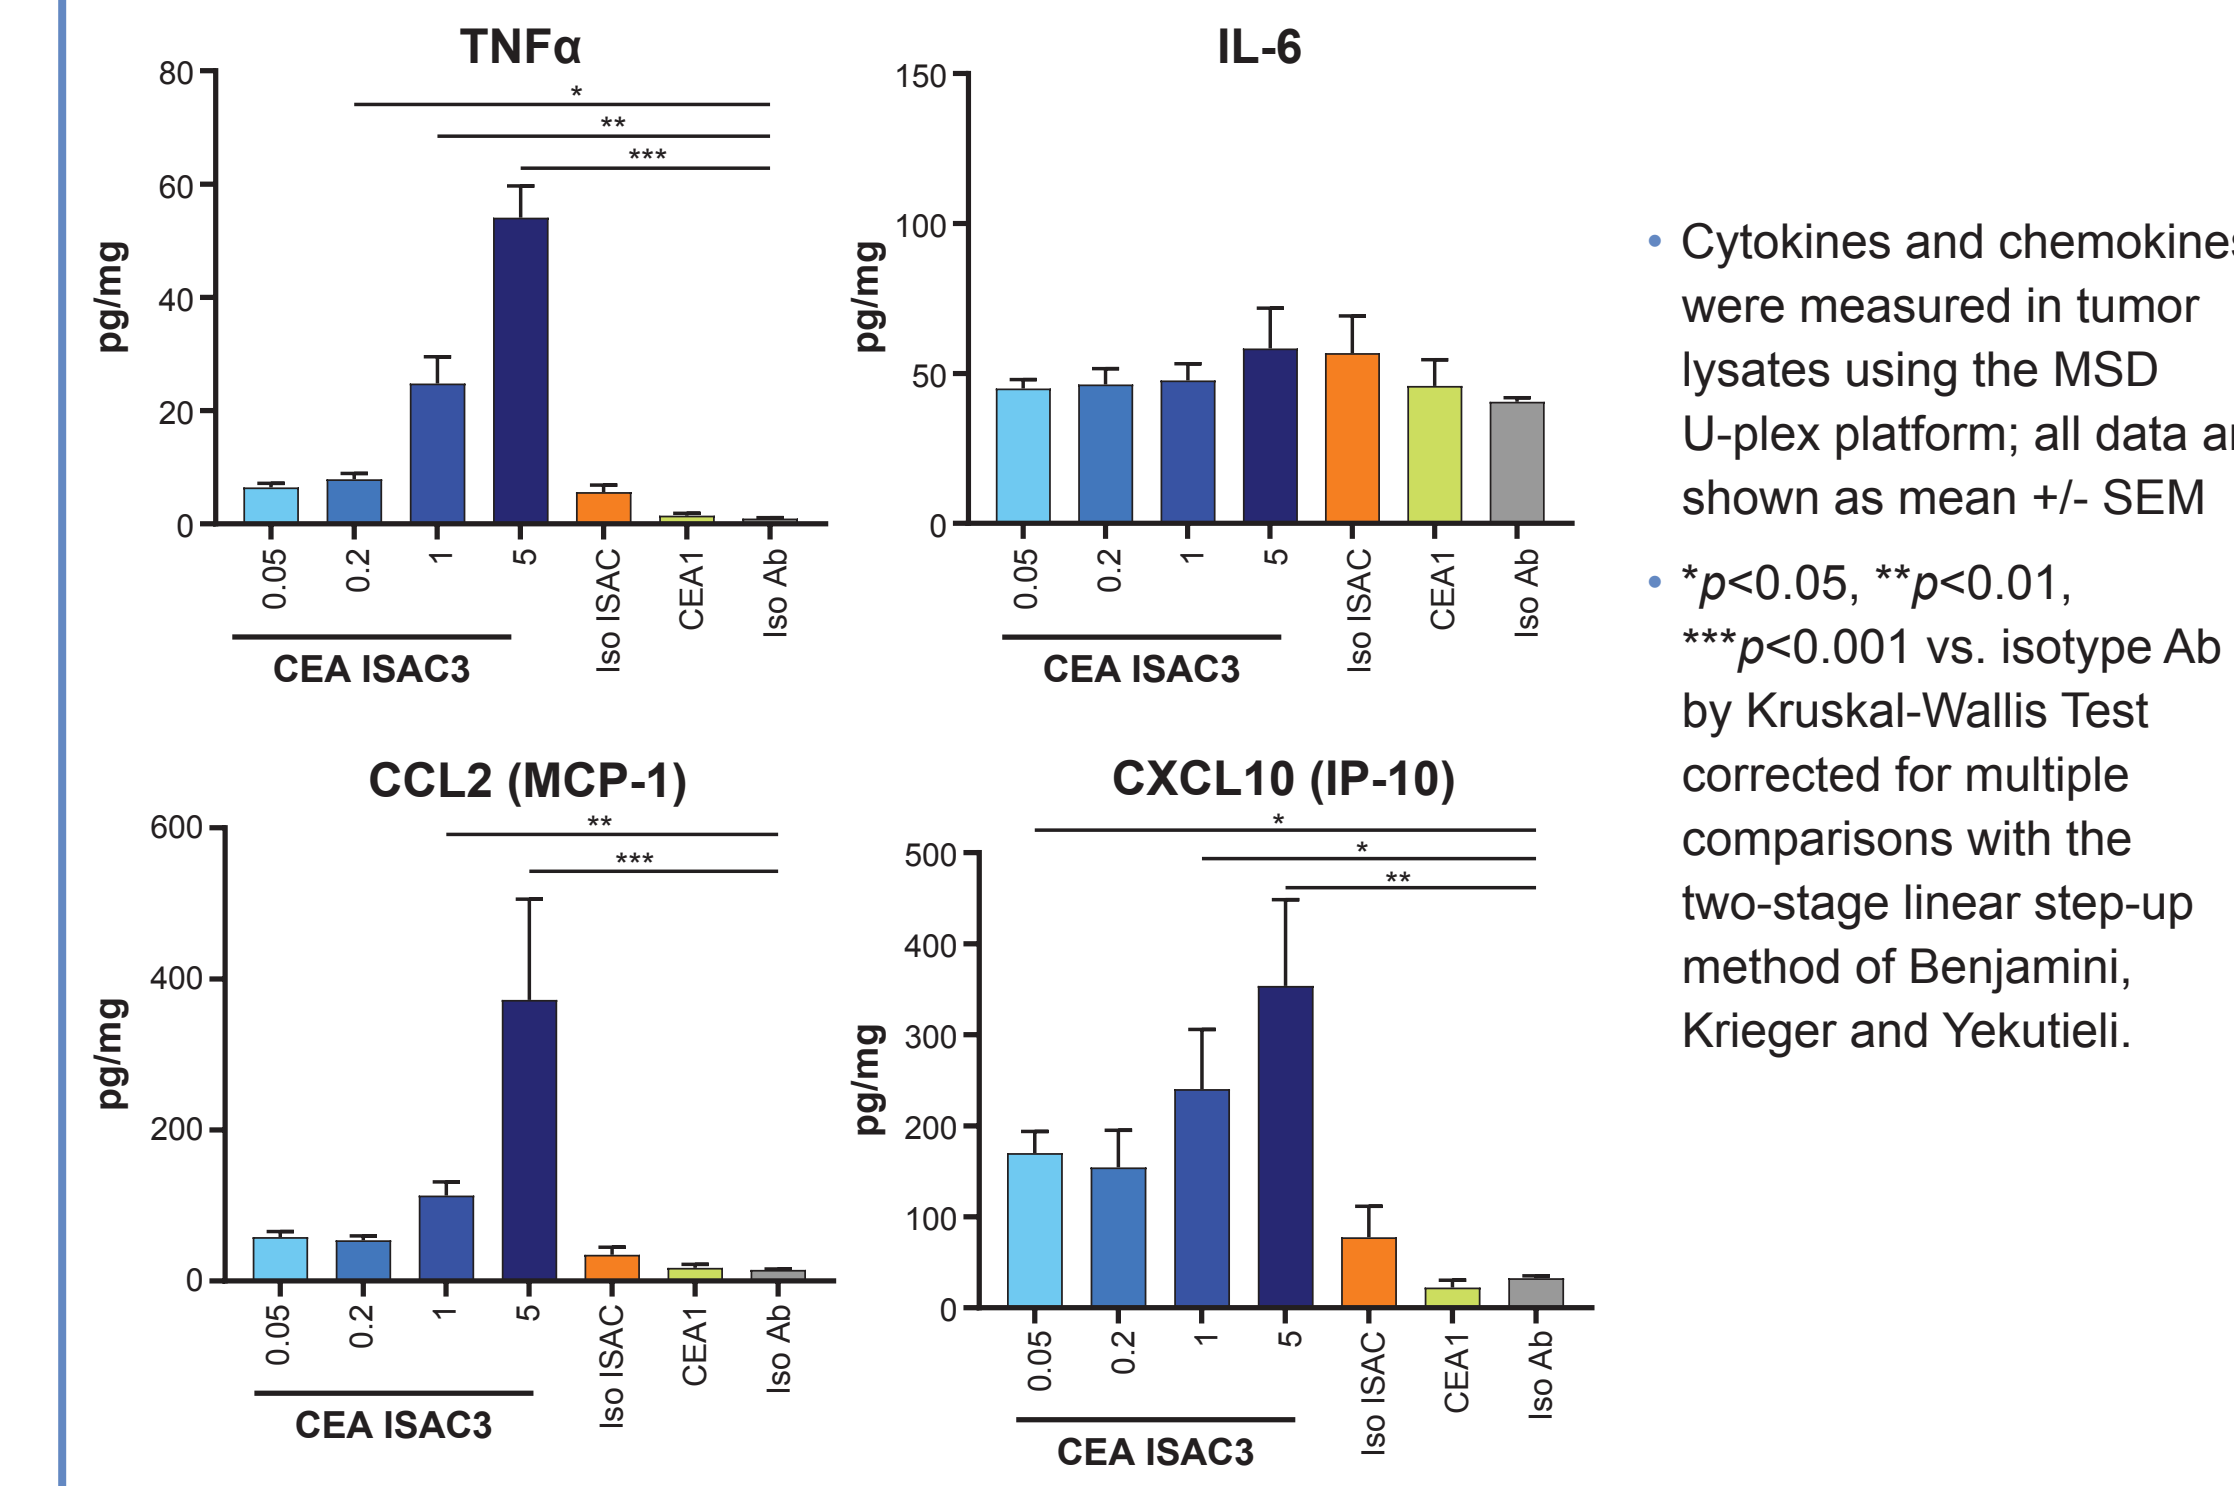 TNFα
80
60
40
20
0
pg/mg
*
**
***
0.05
0.2
1
5
Iso ISAC
CEA1
Iso Ab
CEA ISAC3
IL-6
150
100
50
0
pg/mg
0.05
0.2
1
5
Iso ISAC
CEA1
Iso Ab
CEA ISAC3
CCL2 (MCP-1)
600
400
200
0
pg/mg
**
***
0.05
0.2
1
5
Iso ISAC
CEA1
Iso Ab
CEA ISAC3
CXCL10 (IP-10)
500
400
300
200
100
0
pg/mg
*
*
**
0.05
0.2
1
5
Iso ISAC
CEA1
Iso Ab
CEA ISAC3
• Cytokines and chemokines
were measured in tumor
lysates using the MSD
U-plex platform; all data ar
shown as mean +/- SEM
• *p<0.05, **p<0.01,
***p<0.001 vs. isotype Ab
by Kruskal-Wallis Test
corrected for multiple
comparisons with the
two-stage linear step-up
method of Benjamini,
Krieger and Yekutieli.